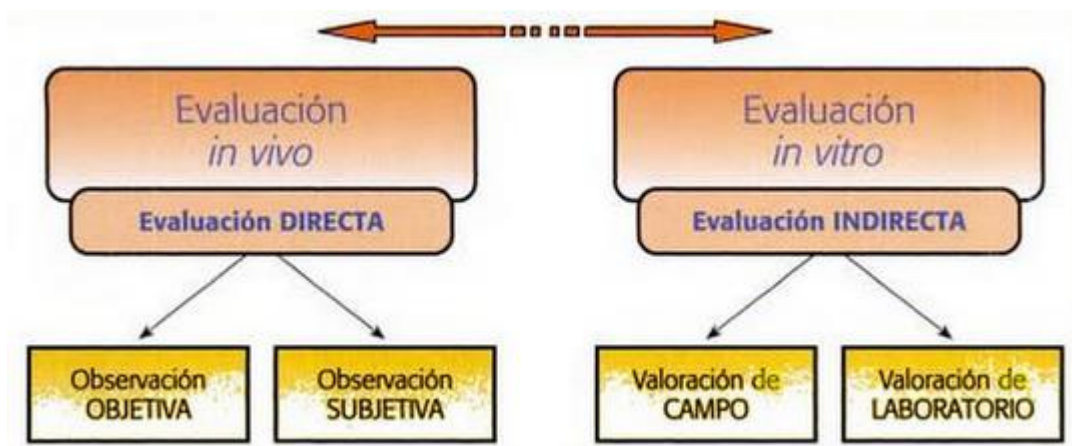 Evaluación
in vivo
Evaluación DIRECTA
Observación
OBJETIVA
Observación
SUBJETIVA
Evaluación
in vitro
Evaluación INDIRECTA
Valoración de
CAMPO
Valoración de
LABORATORIO